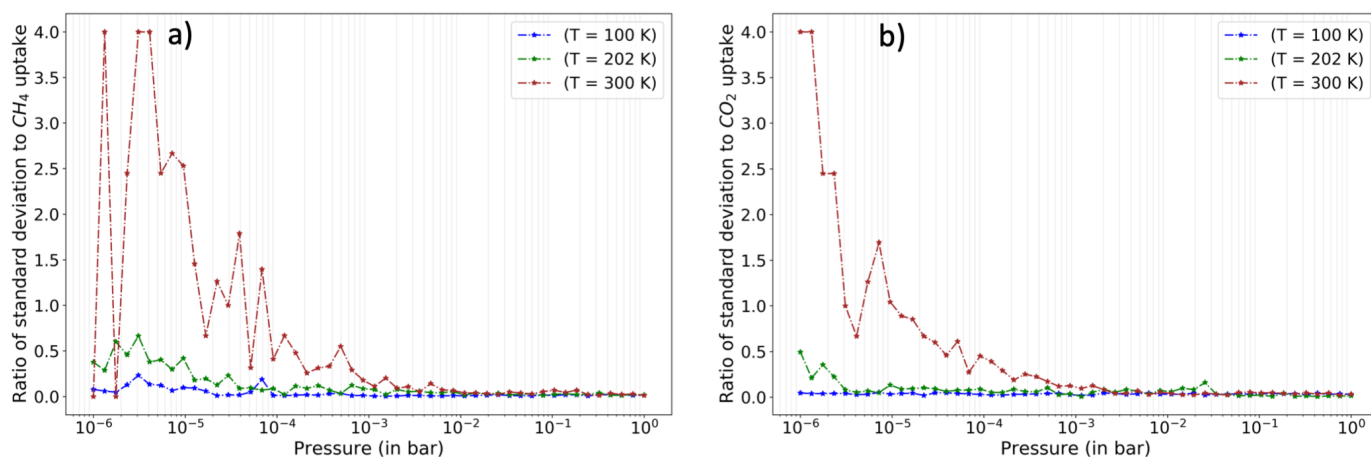 a)
(T = 100 K)
(T = 202 K)
(T = 300 K)
Ratio of standard deviation to CH₄ uptake
4.0
3.5
3.0
2.5
2.0
1.5
1.0
0.5
0.0
10⁻⁶ 10⁻⁵ 10⁻⁴ 10⁻³ 10⁻² 10⁻¹ 10⁰
Pressure (in bar)
b)
(T = 100 K)
(T = 202 K)
(T = 300 K)
Ratio of standard deviation to CO₂ uptake
4.0
3.5
3.0
2.5
2.0
1.5
1.0
0.5
0.0
10⁻⁶ 10⁻⁵ 10⁻⁴ 10⁻³ 10⁻² 10⁻¹ 10⁰
Pressure (in bar)